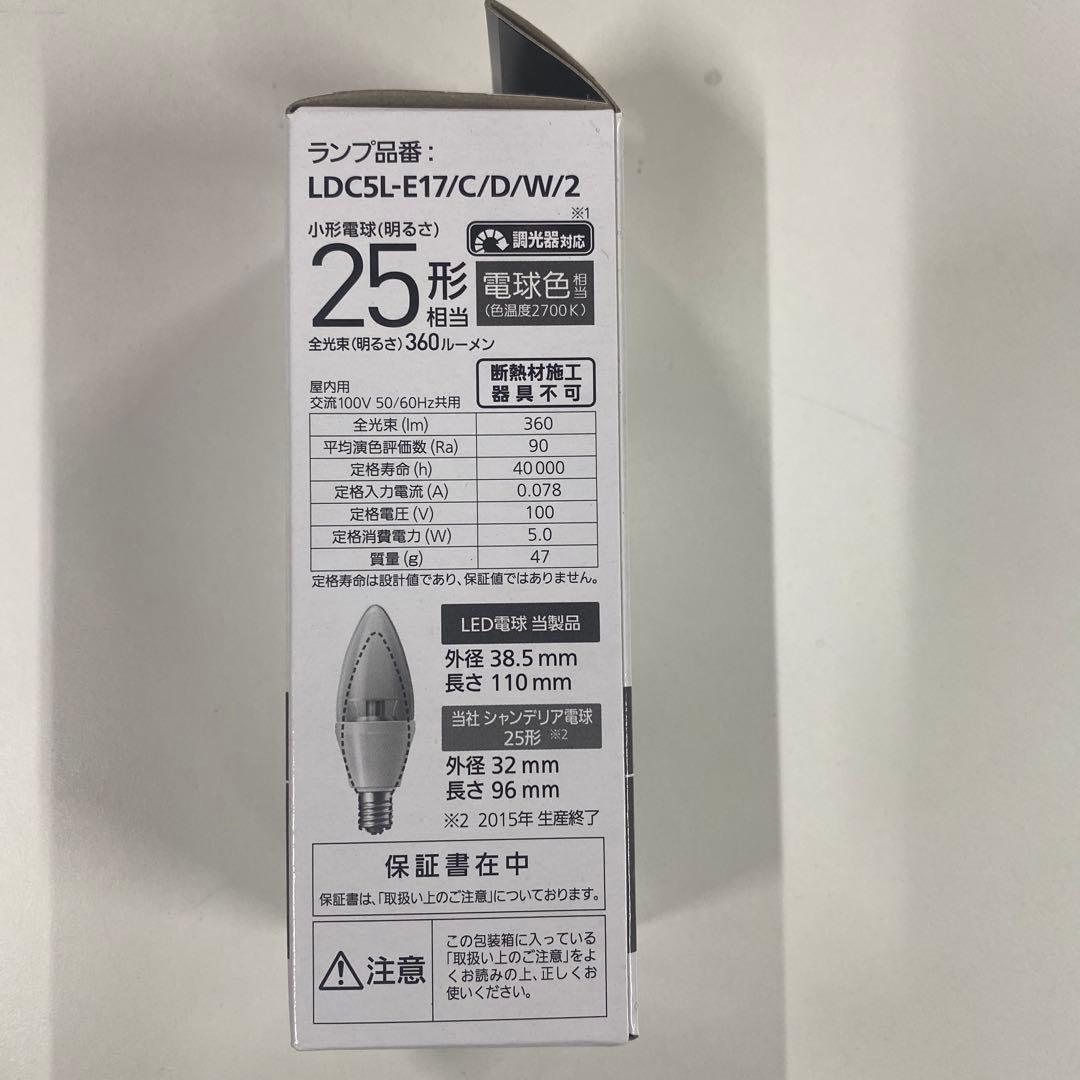 ランプ品番：
LDC5L-E17/C/D/W/2
※1
小形電球(明るさ)
調光器対応
25形相当
電球色相当
(色温度2700K)
全光束(明るさ)360ルーメン
断熱材施工
器具不可
屋内用
交流100V 50/60Hz共用
全光束(lm) 360
平均演色評価数(Ra) 90
定格寿命(h) 40000
定格入力電流(A) 0.078
定格電圧(V) 100
定格消費電力(W) 5.0
質量(g) 47
定格寿命は設計値であり、保証値ではありません。
LED電球 当製品
外径 38.5mm
長さ 110mm
当社 シャンデリア電球
25形 ※2
外径 32mm
長さ 96mm
※2 2015年 生産終了
保証書在中
保証書は、「取扱い上のご注意」についております。
注意
この包装箱に入っている
「取扱い上のご注意」をよ
くお読みの上、正しくお
使いください。